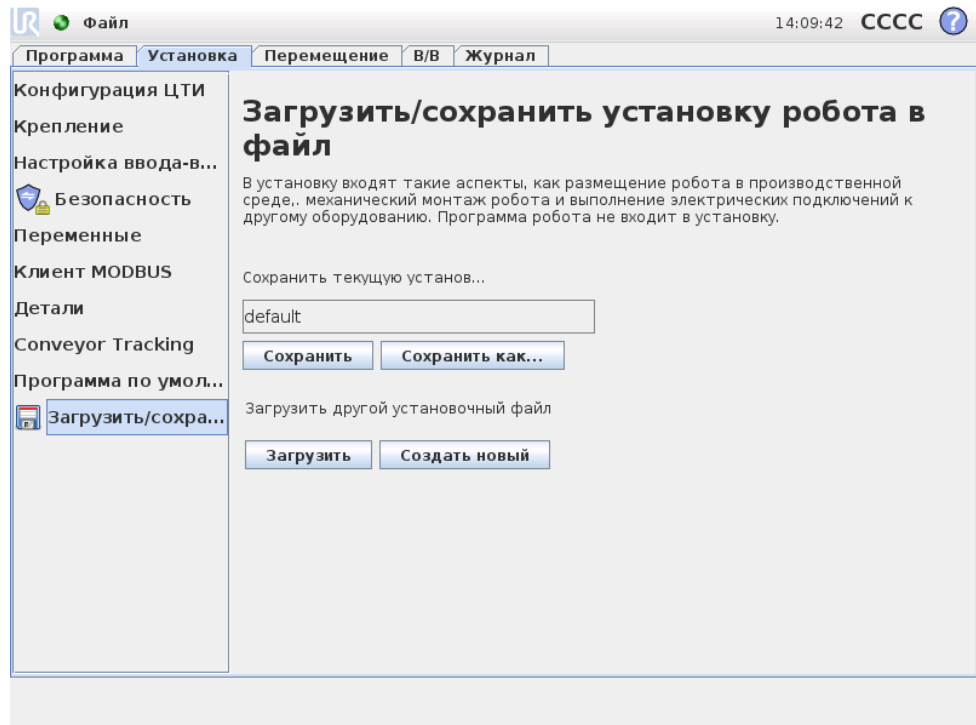 UR Файл 14:09:42 CCCC ?
Программа Установка Перемещение В/В Журнал
Конфигурация ЦТИ
Крепление
Настройка ввода-в...
Безопасность
Переменные
Клиент MODBUS
Детали
Conveyor Tracking
Программа по умол...
Загрузить/сохра...
Загрузить/сохранить установку робота в
файл
В установку входят такие аспекты, как размещение робота в производственной
среде,. механический монтаж робота и выполнение электрических подключений к
другому оборудованию. Программа робота не входит в установку.
Сохранить текущую установ...
default
Сохранить Сохранить как...
Загрузить другой установочный файл
Загрузить Создать новый